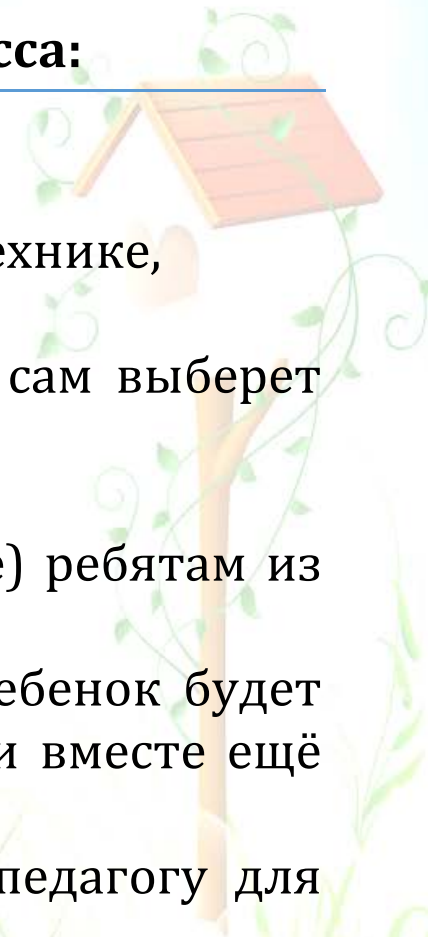 сса:
ехнике,
сам выберет
е) ребятам из
ебенок будет
и вместе ещё
педагогу для